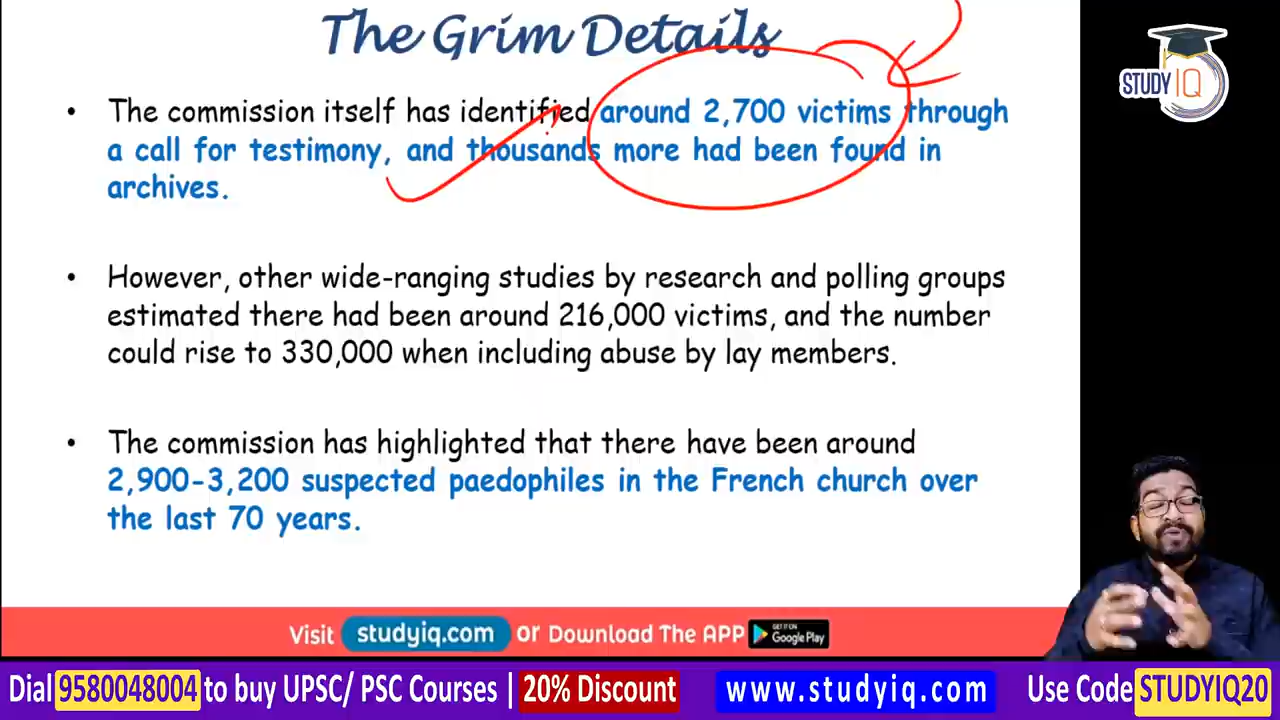 The Grim Details
STUDY IQ
• The commission itself has identified around 2,700 victims through
a call for testimony, and thousands more had been found in
archives.
• However, other wide-ranging studies by research and polling groups
estimated there had been around 216,000 victims, and the number
could rise to 330,000 when including abuse by lay members.
• The commission has highlighted that there have been around
2,900-3,200 suspected paedophiles in the French church over
the last 70 years.
Visit studyiq.com or Download The APP GET IT ON Google Play
Dial 9580048004 to buy UPSC/ PSC Courses | 20% Discount www.studyiq.com Use Code STUDYIQ20